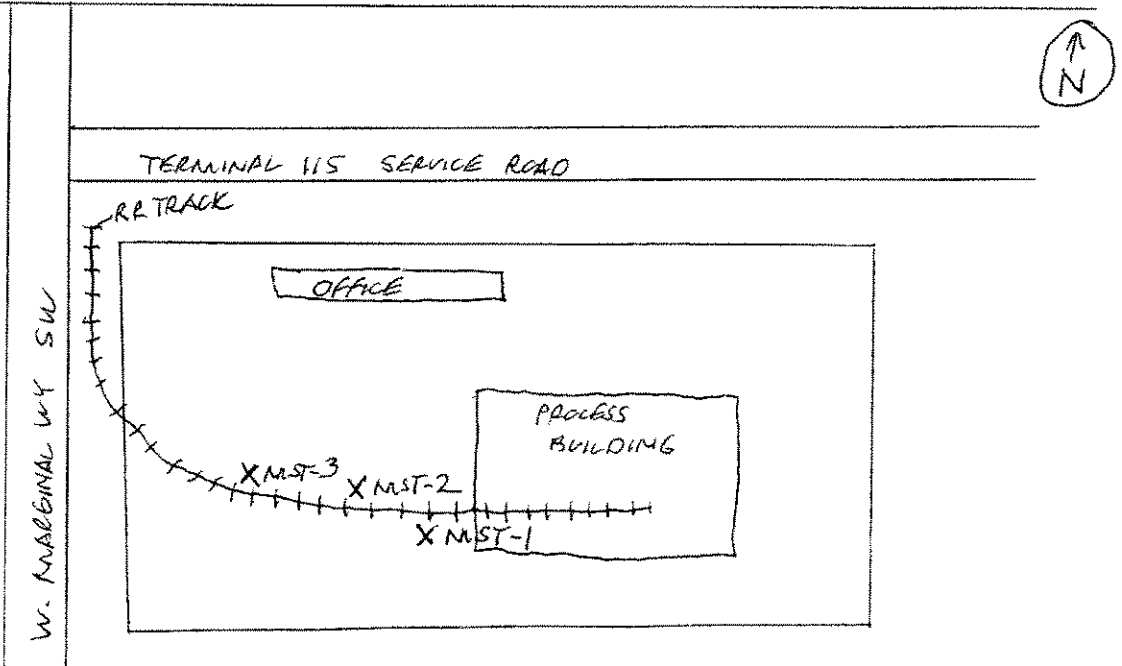 N
TERMINAL 115 SERVICE ROAD
RR TRACK
OFFICE
W. MARGINAL WY SW
PROCESS
BUILDING
X MST-3
X MST-2
X MST-1